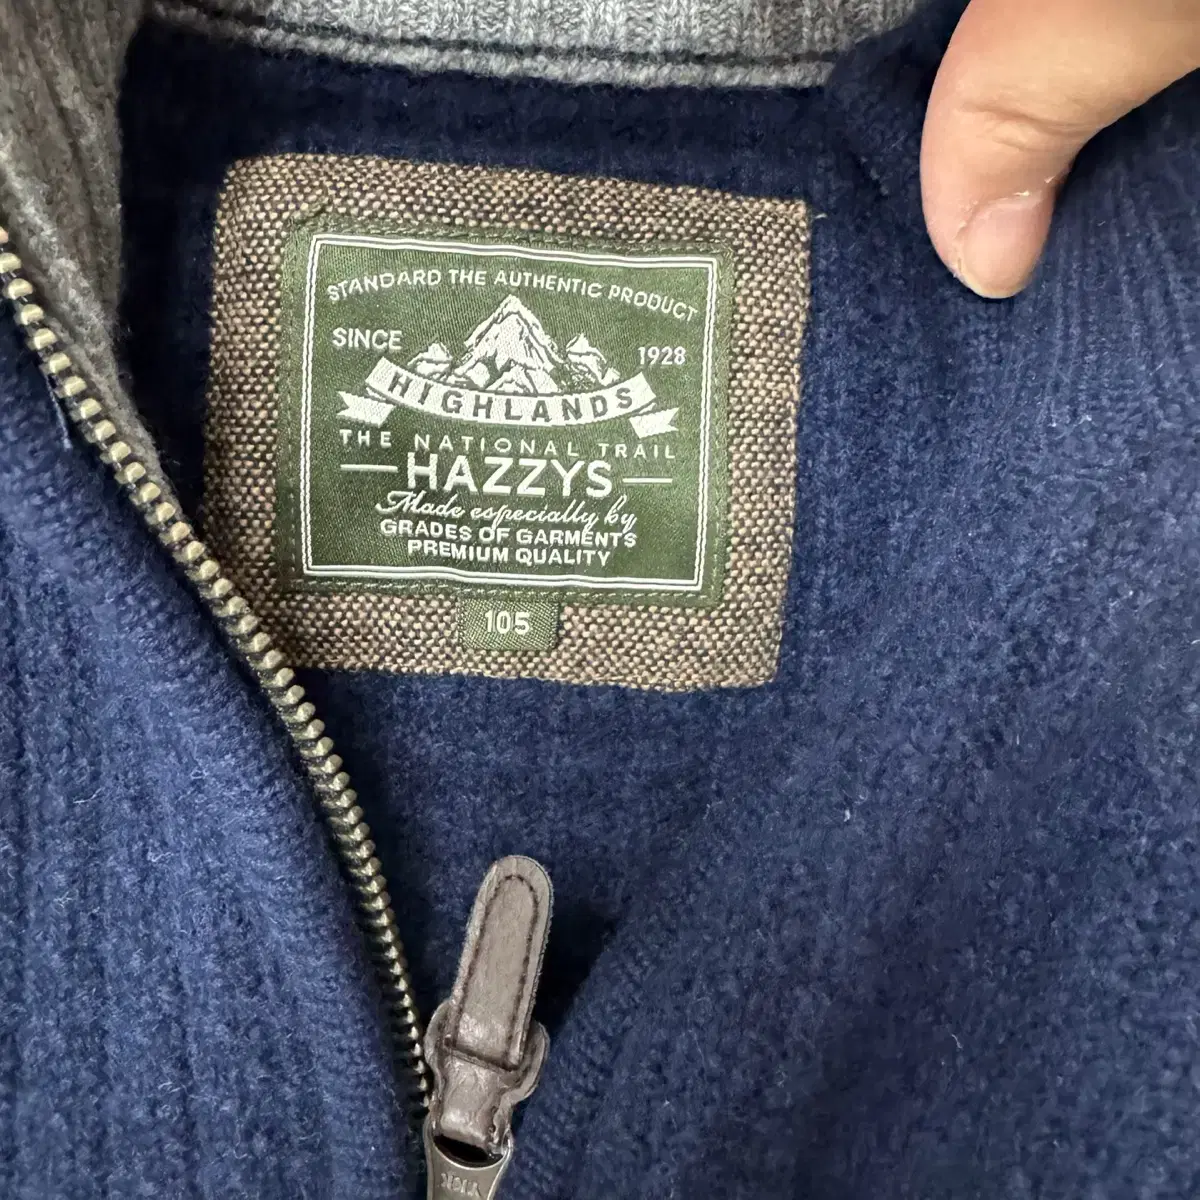 STANDARD THE AUTHENTIC PRODUCT
SINCE 1928
HIGHLANDS
THE NATIONAL TRAIL
HAZZYS
Made especially by
GRADES OF GARMENTS
PREMIUM QUALITY
105
YKK